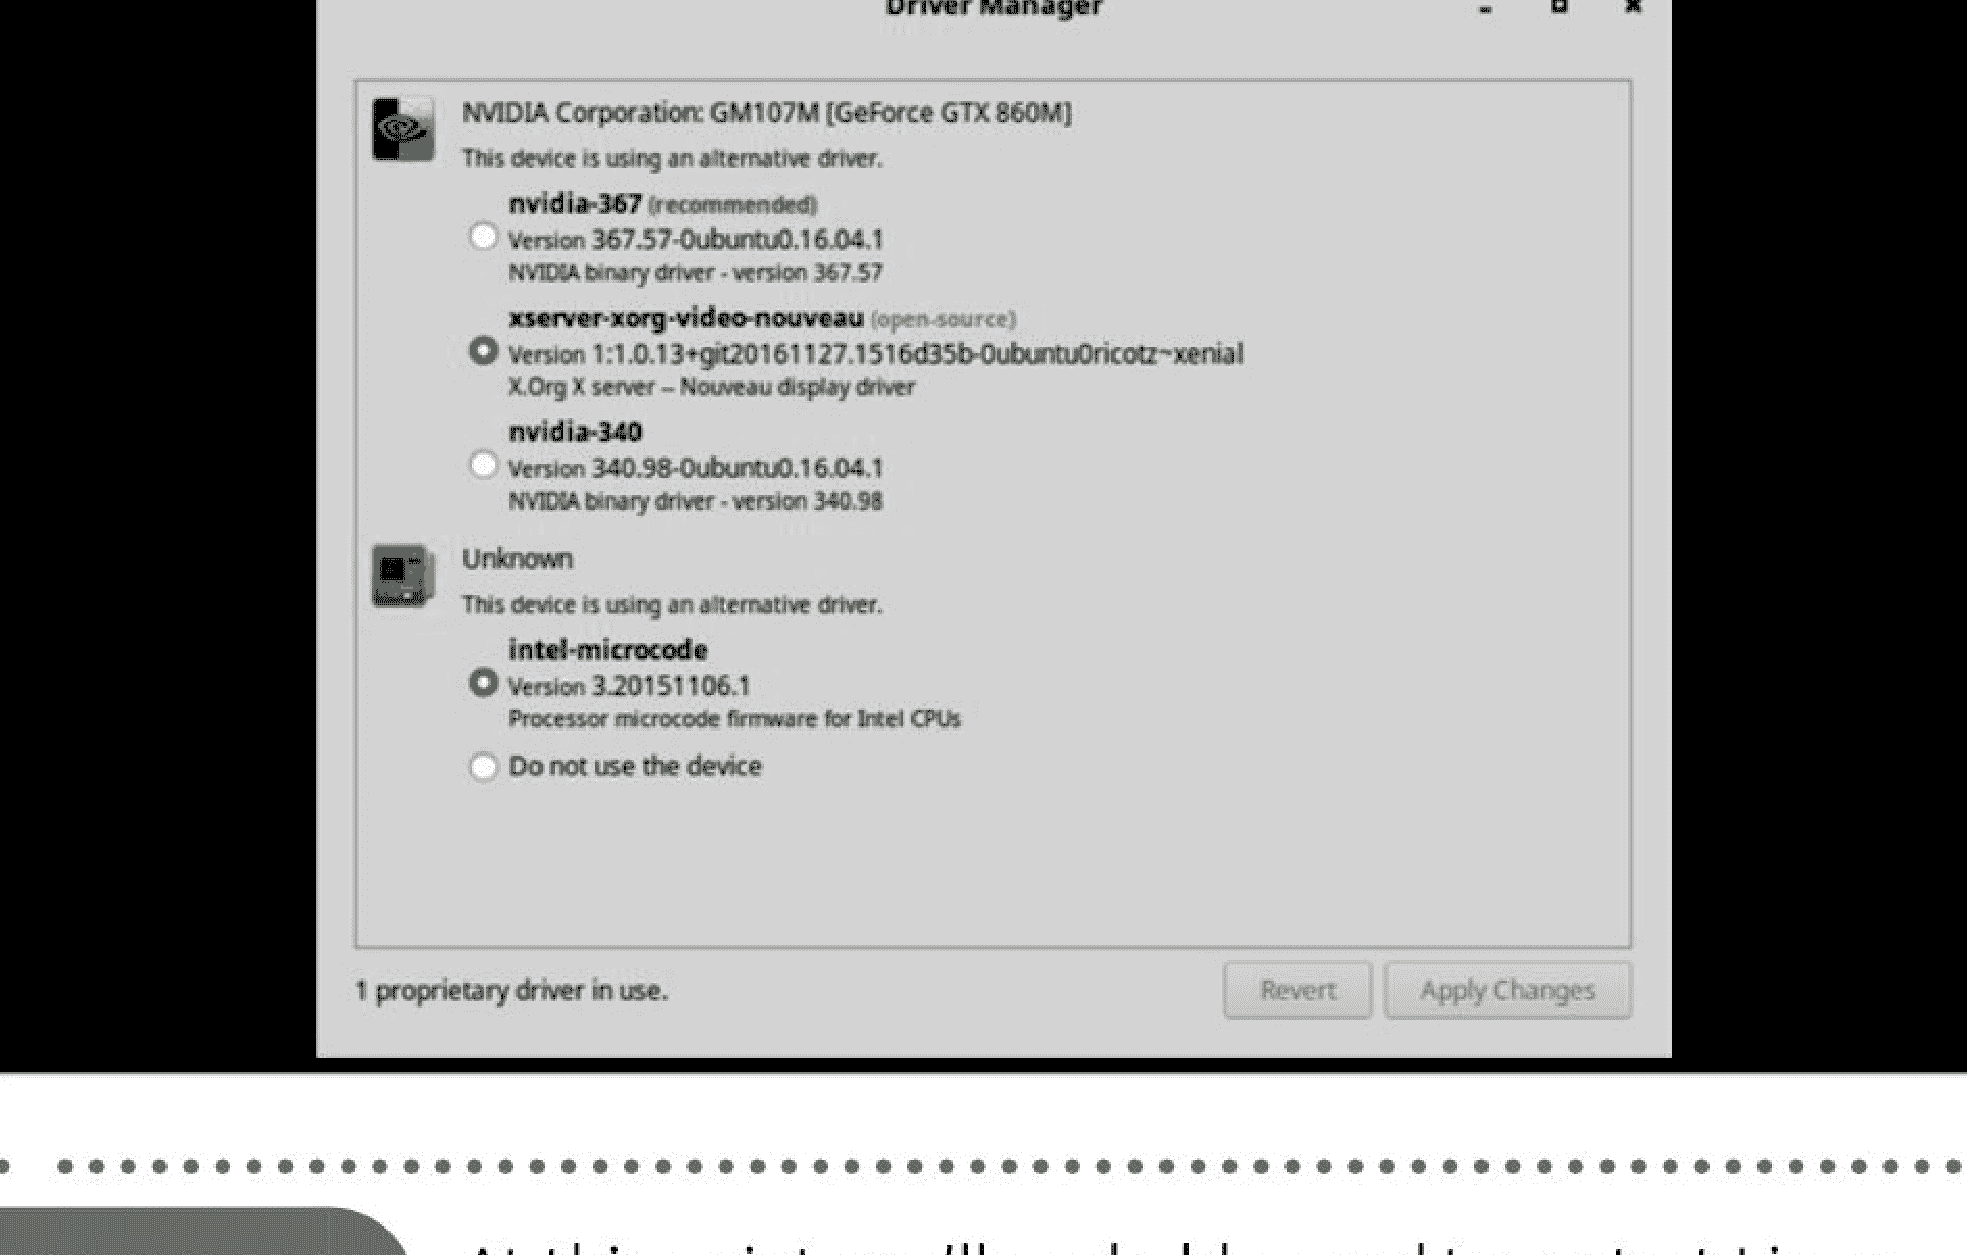 Driver Manager
NVIDIA Corporation: GM107M [GeForce GTX 860M]
This device is using an alternative driver.
nvidia-367 (recommended)
Version 367.57-0ubuntu0.16.04.1
NVIDIA binary driver - version 367.57
xserver-xorg-video-nouveau (open-source)
Version 1:1.0.13+git20161127.1516d35b-0ubuntu0ricotz~xenial
X.Org X server -- Nouveau display driver
nvidia-340
Version 340.98-0ubuntu0.16.04.1
NVIDIA binary driver - version 340.98
Unknown
This device is using an alternative driver.
intel-microcode
Version 3.20151106.1
Processor microcode firmware for Intel CPUs
Do not use the device
1 proprietary driver in use.
Revert
Apply Changes